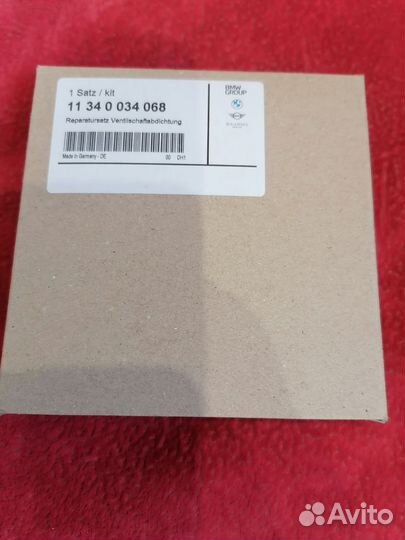 1 Satz / kit
11 34 0 034 068
Reparatursatz Ventilschaftabdichtung
Made in Germany - DE 00 DH1
BMW
GROUP
Avito